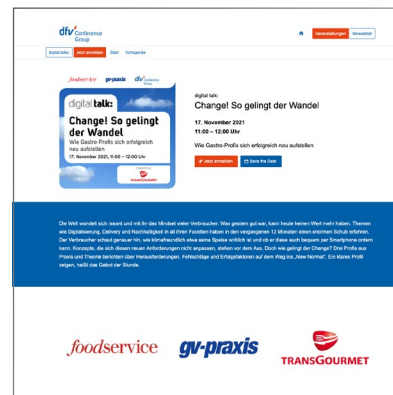 dfv Conference
Group
Veranstaltungen Newsletter
digital talks Jetzt anmelden Start Vortragende
foodservice gv-praxis dfv Conference Group
digital talk:
Change! So gelingt
der Wandel
Wie Gastro-Profis sich erfolgreich
neu aufstellen
17. November 2021, 11:00 – 12:00 Uhr
TRANSGOURMET
digital talk:
Change! So gelingt der Wandel
17. November 2021
11:00 – 12:00 Uhr
Wie Gastro-Profis sich erfolgreich neu aufstellen
Jetzt anmelden Save the Date
Die Welt wandelt sich rasant und mit ihr das Mindset vieler Verbraucher. Was gestern gut war, kann heute keinen Wert mehr haben. Themen
wie Digitalisierung, Delivery und Nachhaltigkeit in all ihren Facetten haben in den vergangenen 12 Monaten einen enormen Schub erfahren.
Der Verbraucher schaut genauer hin, wie klimafreundlich etwa seine Speise wirklich ist und ob er diese auch bequem per Smartphone ordern
kann. Konzepte, die sich diesen neuen Anforderungen nicht anpassen, stehen vor dem Aus. Doch wie gelingt der Change? Drei Profis aus
Praxis und Theorie berichten über Herausforderungen, Fehlschläge und Erfolgsfaktoren auf dem Weg ins „New Normal“. Ein klares Profil
zeigen, heißt das Gebot der Stunde.
foodservice gv-praxis TRANSGOURMET